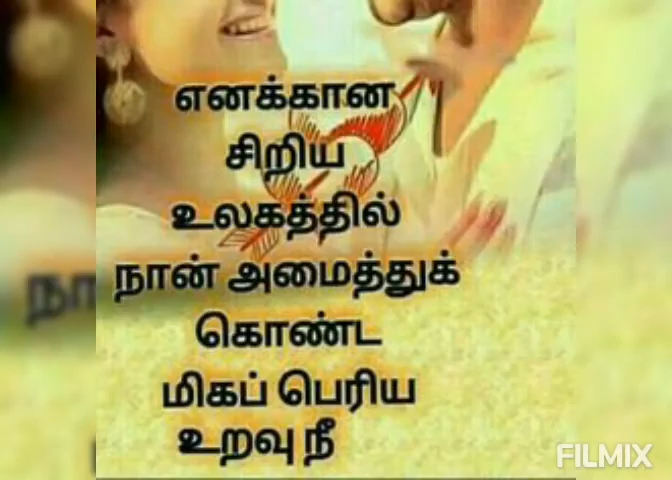 எனக்கான
சிறிய
உலகத்தில்
நான் அமைத்துக்
கொண்ட
மிகப் பெரிய
உறவு நீ
FILMIX